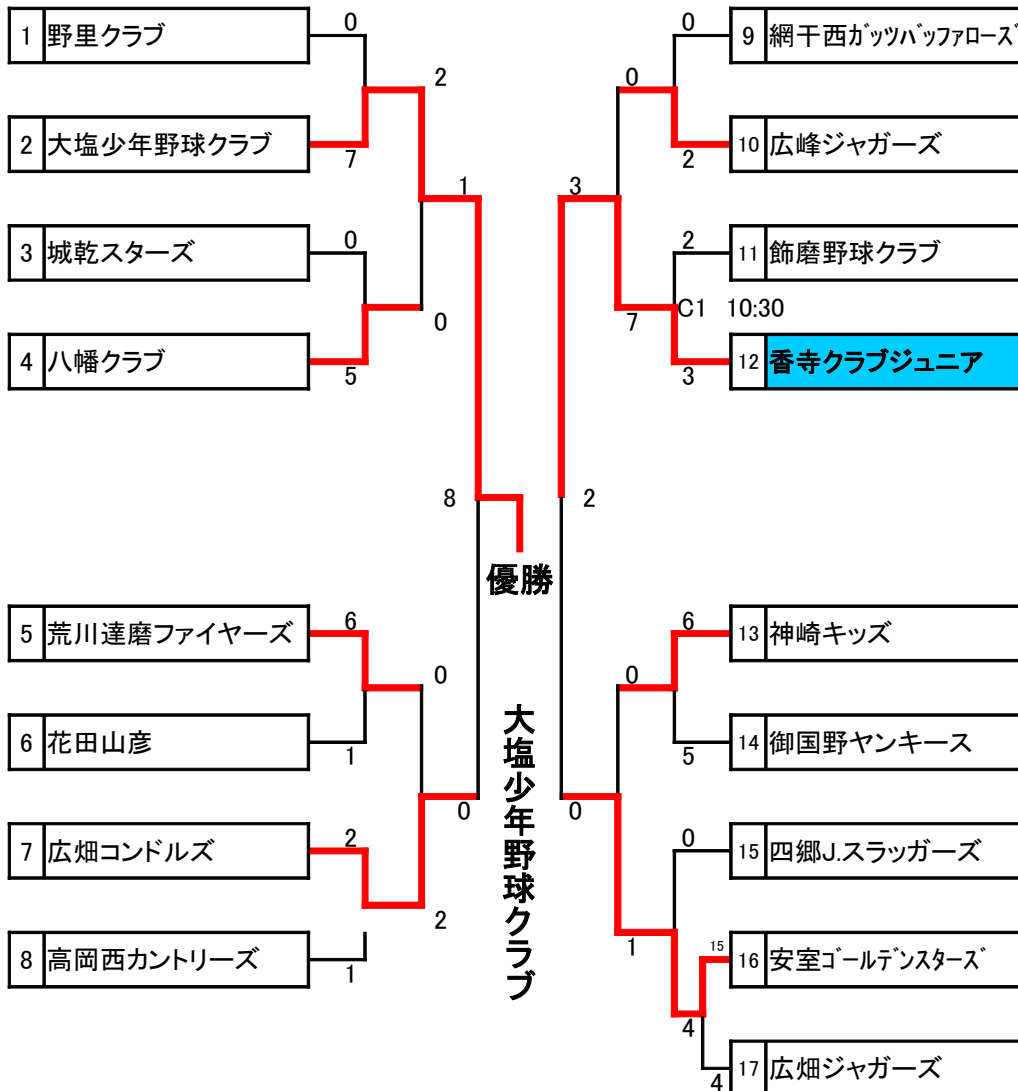 1 野里クラブ 0
2
2 大塩少年野球クラブ 7
1
3 城乾スターズ 0
0
4 八幡クラブ 5
8
5 荒川達磨ファイヤーズ 6
0
6 花田山彦 1
0
7 広畑コンドルズ 2
2
8 高岡西カントリーズ 1
優勝
大塩少年野球クラブ
0 9 網干西ガッツバッファローズ
0
2 10 広峰ジャガーズ
3
2 11 飾磨野球クラブ
C1 10:30
7
3 12 香寺クラブジュニア
2
6 13 神崎キッズ
0
5 14 御国野ヤンキース
0
0 15 四郷J.スラッガーズ
1
15 16 安室ゴールデンスターズ
4
4 17 広畑ジャガーズ